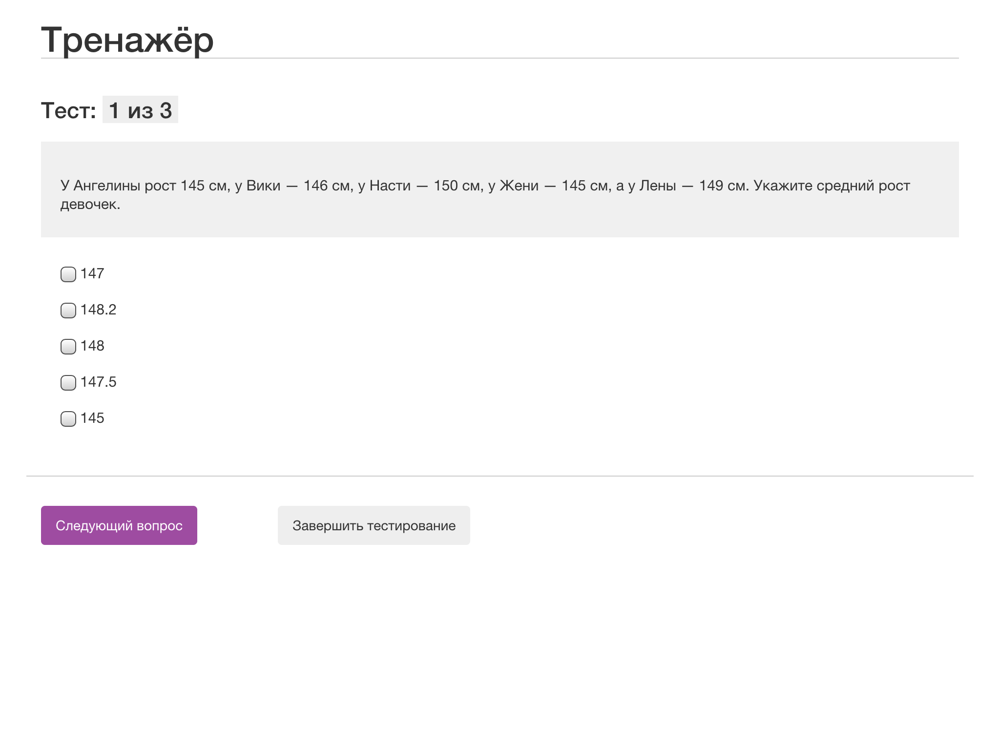 Тренажёр
Тест: 1 из 3
У Ангелины рост 145 см, у Вики — 146 см, у Насти — 150 см, у Жени — 145 см, а у Лены — 149 см. Укажите средний рост
девочек.
147
148.2
148
147.5
145
Следующий вопрос
Завершить тестирование